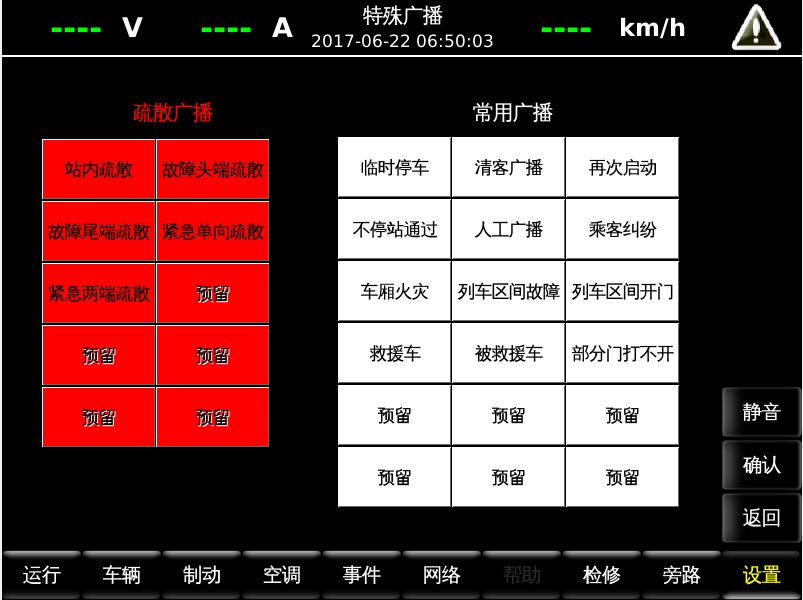 ---- V ---- A 特殊广播 ---- km/h
2017-06-22 06:50:03
疏散广播 常用广播
站内疏散 故障头端疏散 临时停车 清客广播 再次启动
故障尾端疏散 紧急单向疏散 不停站通过 人工广播 乘客纠纷
紧急两端疏散 预留 车厢火灾 列车区间故障 列车区间开门
预留 预留 救援车 被救援车 部分门打不开
预留 预留 预留 预留 预留
预留 预留 预留
静音
确认
返回
运行 车辆 制动 空调 事件 网络 帮助 检修 旁路 设置